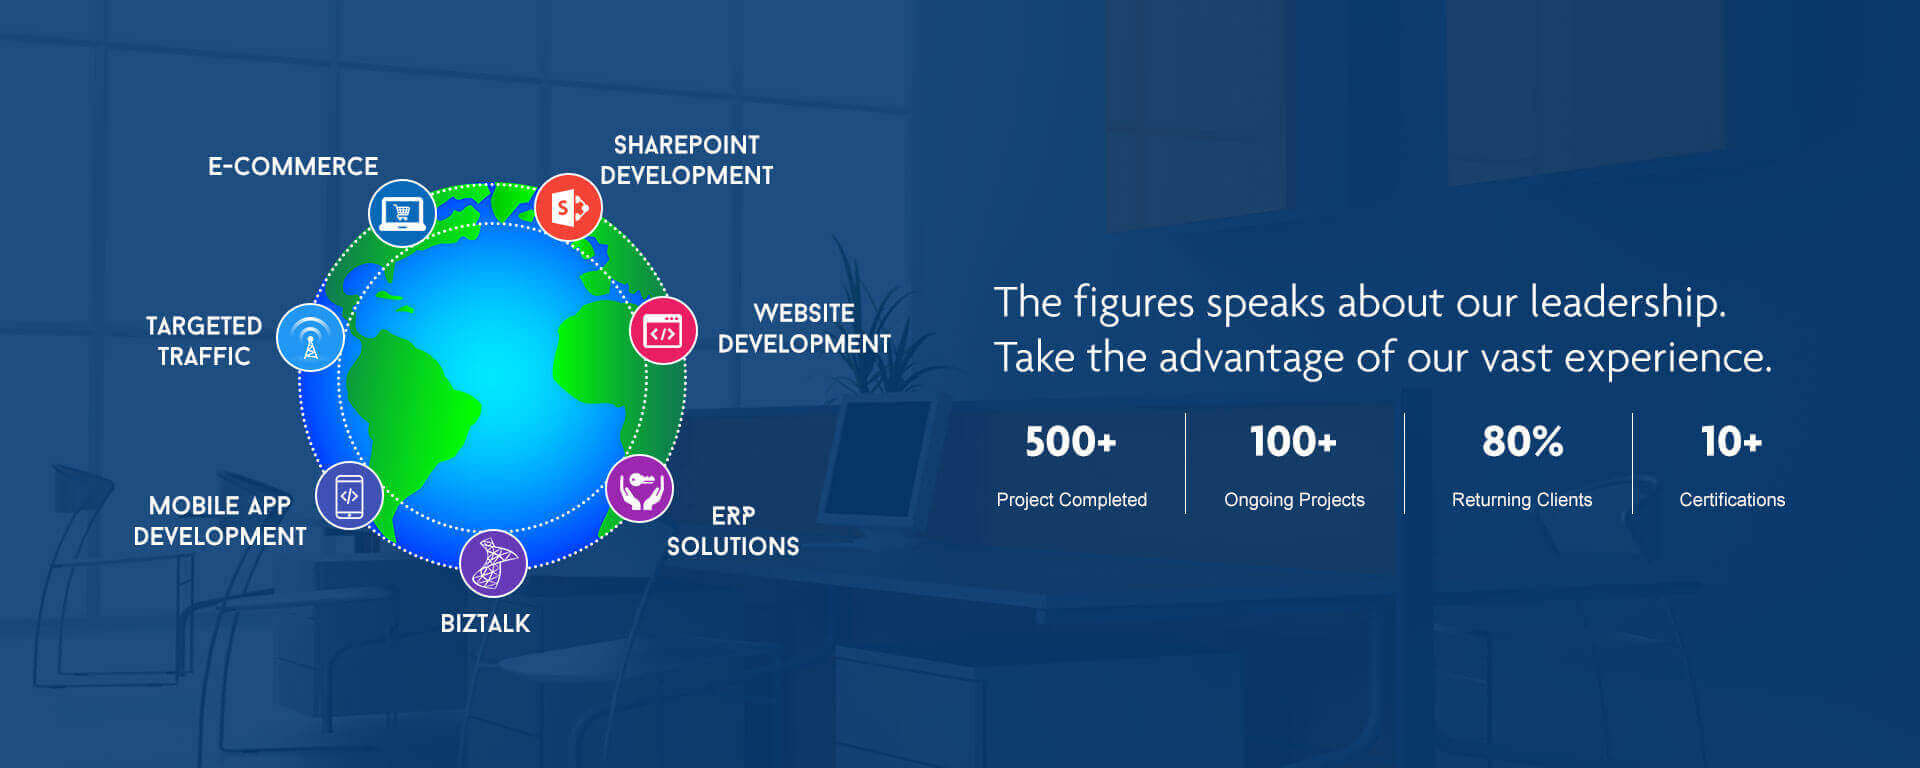 E-COMMERCE
SHAREPOINT
DEVELOPMENT
S
TARGETED
TRAFFIC
WEBSITE
DEVELOPMENT
</>
MOBILE APP
DEVELOPMENT
</>
ERP
SOLUTIONS
BIZTALK
The figures speaks about our leadership.
Take the advantage of our vast experience.
500+
Project Completed
100+
Ongoing Projects
80%
Returning Clients
10+
Certifications